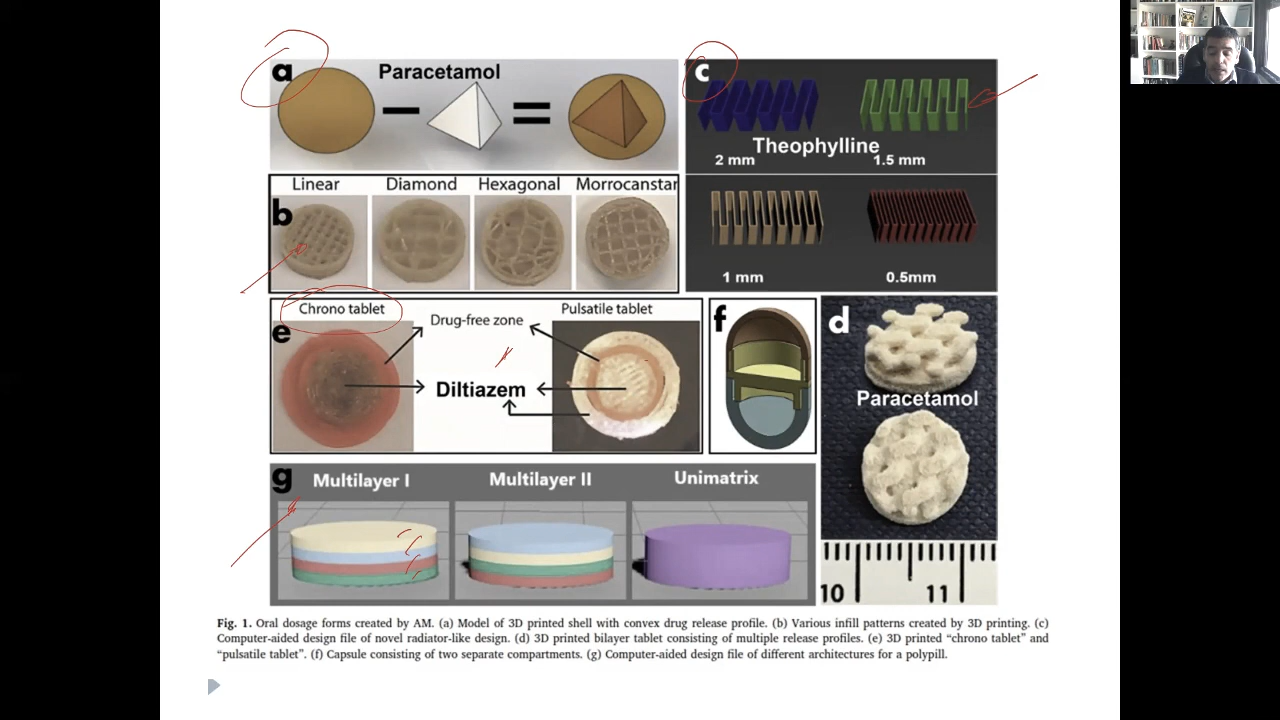 a
Paracetamol
c
Theophylline
2 mm
1.5 mm
1 mm
0.5mm
Linear
Diamond
Hexagonal
Morrocanstar
b
Chrono tablet
Pulsatile tablet
e
Drug-free zone
Diltiazem
f
d
Paracetamol
g
Multilayer I
Multilayer II
Unimatrix
10
11
Fig. 1. Oral dosage forms created by AM. (a) Model of 3D printed shell with convex drug release profile. (b) Various infill patterns created by 3D printing. (c)
Computer-aided design file of novel radiator-like design. (d) 3D printed bilayer tablet consisting of multiple release profiles. (e) 3D printed “chrono tablet” and
“pulsatile tablet”. (f) Capsule consisting of two separate compartments. (g) Computer-aided design file of different architectures for a polypill.